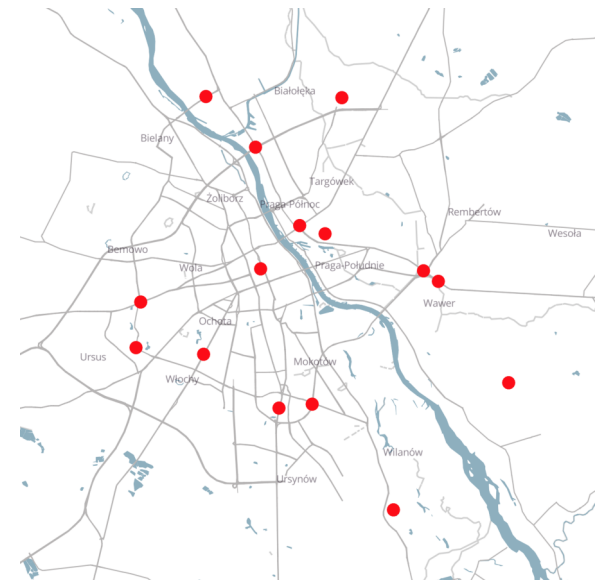 Białołęka
Bielany
Targówek
Żoliborz
Praga-Północ
Rembertów
Wesoła
Bemowo
Wola
Praga-Południe
Wawer
Ochota
Ursus
Mokotów
Włochy
Wilanów
Ursynów